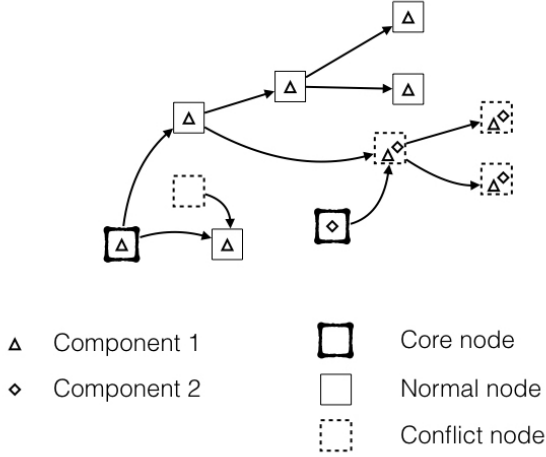 Component 1
Core node
Component 2
Normal node
Conflict node